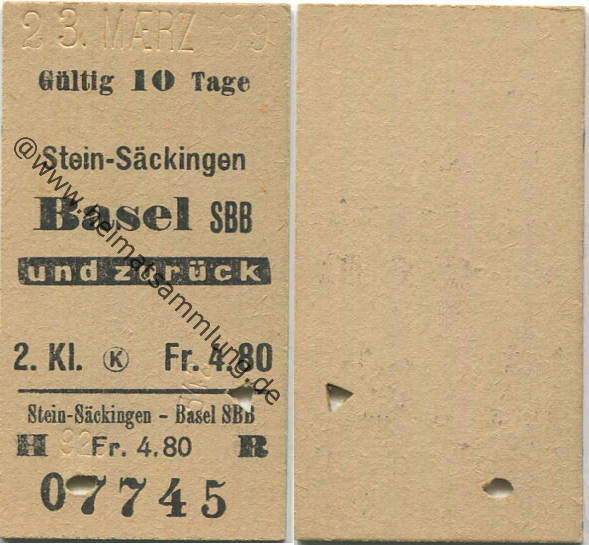 23. MÆRZ 79
Gültig 10 Tage
Stein-Säckingen
Basel SBB
und zurück
2. Kl. K Fr. 4.80
Stein-Säckingen - Basel SBB
H Fr. 4.80 R
07745
@www.heimatsammlung.de